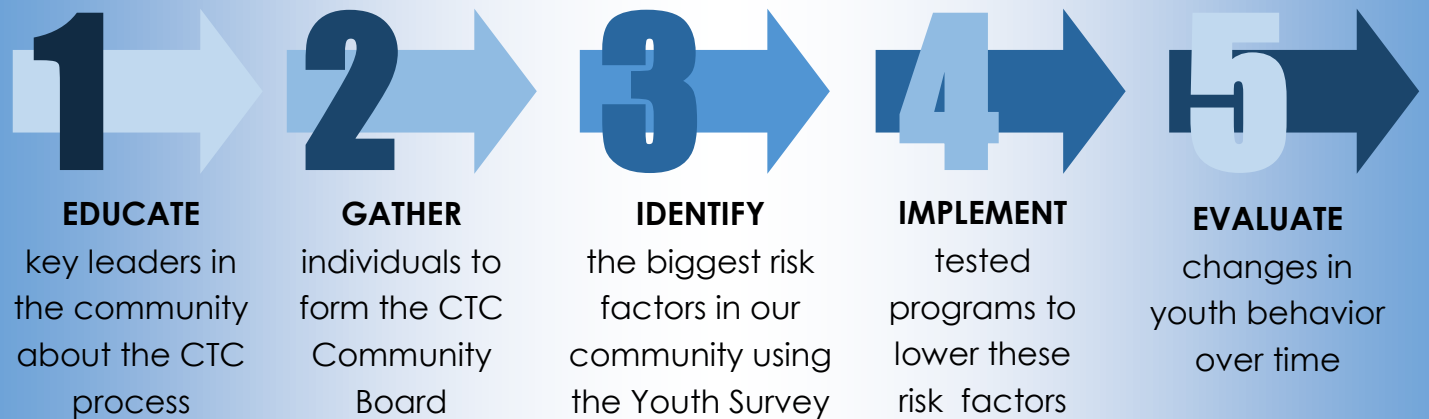 1
EDUCATE
key leaders in
the community
about the CTC
process
2
GATHER
individuals to
form the CTC
Community
Board
3
IDENTIFY
the biggest risk
factors in our
community using
the Youth Survey
4
IMPLEMENT
tested
programs to
lower these
risk factors
5
EVALUATE
changes in
youth behavior
over time